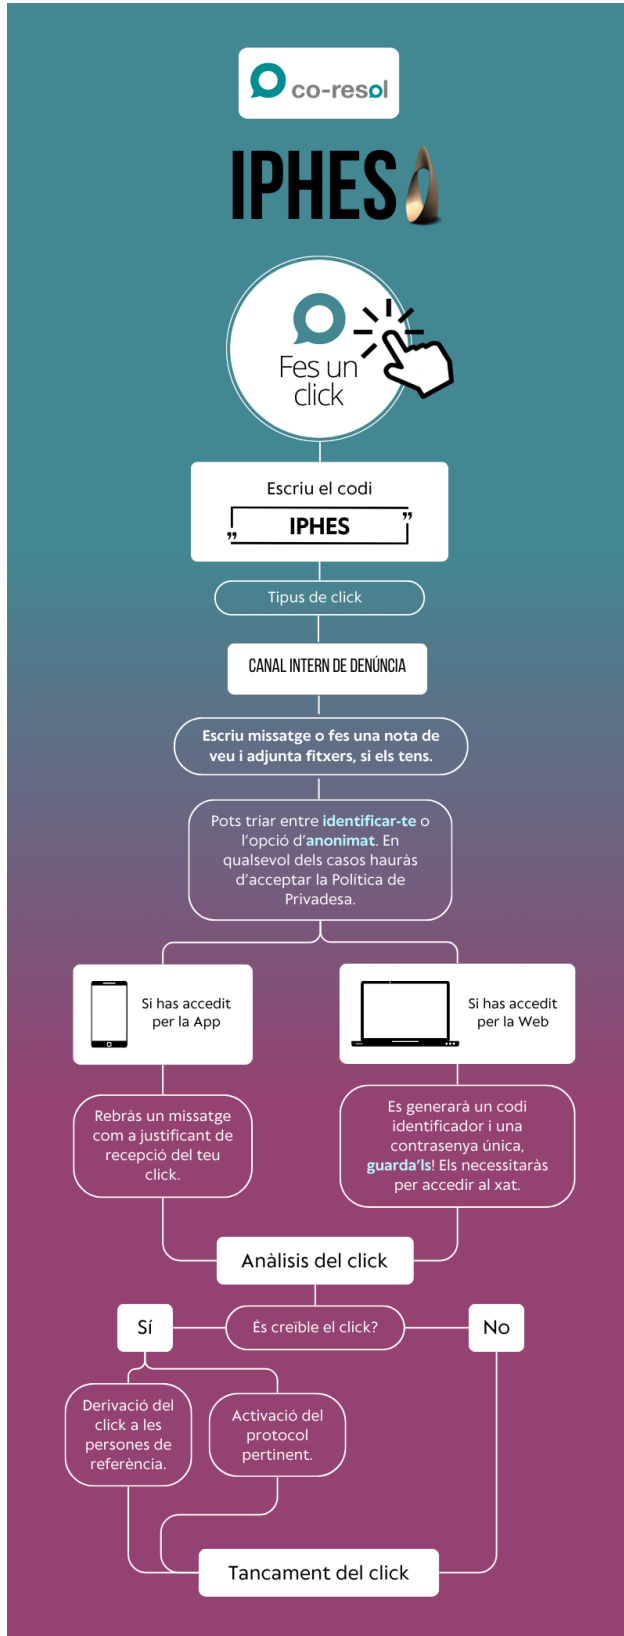 co-resol
IPHES
Fes un
click
Escriu el codi
"IPHES"
Tipus de click
CANAL INTERN DE DENÚNCIA
Escriu missatge o fes una nota de
veu i adjunta fitxers, si els tens.
Pots triar entre identificar-te o
l'opció d'anonimat. En
qualsevol dels casos hauràs
d'acceptar la Política de
Privadesa.
Si has accedit
per la App
Si has accedit
per la Web
Rebràs un missatge
com a justificant de
recepció del teu
click.
Es generarà un codi
identificador i una
contrasenya única,
guarda'ls! Els necessitaràs
per accedir al xat.
Anàlisis del click
És creïble el click?
Sí
No
Derivació del
click a les
persones de
referència.
Activació del
protocol
pertinent.
Tancament del click